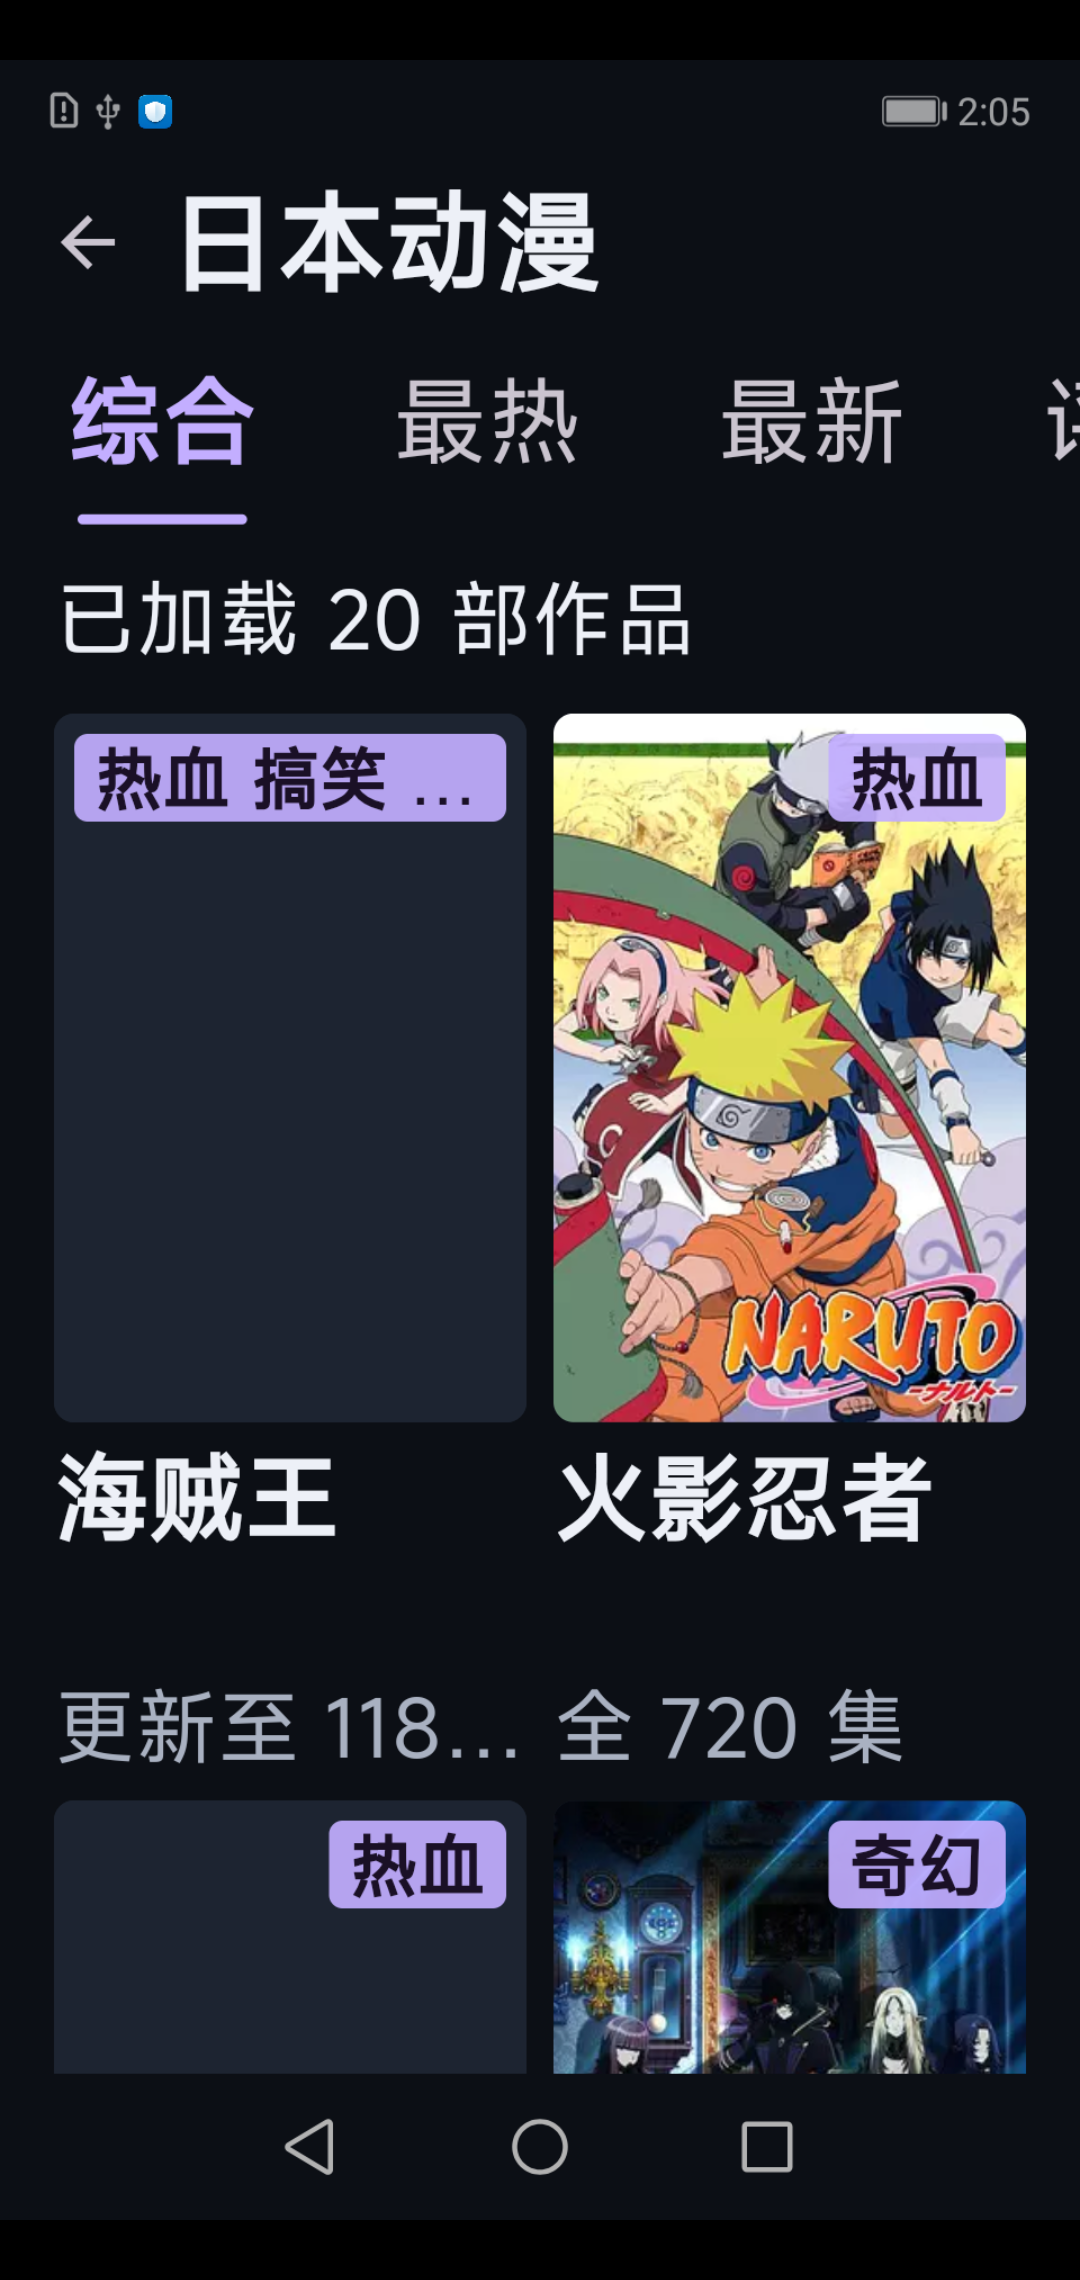 2:05
日本动漫
综合 最热 最新
已加载 20 部作品
热血 搞笑 ...
热血
NARUTO
-ナルト-
海贼王
火影忍者
更新至 118...
全 720 集
热血
奇幻